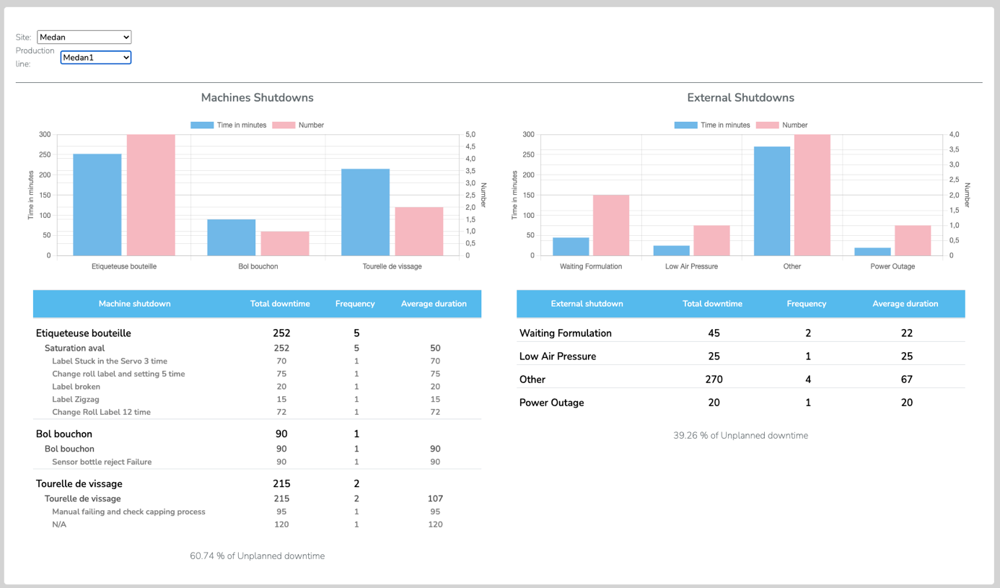 Site: Medan
Production line: Medan1
Machines Shutdowns
Time in minutes Number
300 5,0
4,5
250
4,0
200 3,5
3,0
150 2,5
2,0
100
1,5
50 1,0
0,5
0 0
Time in minutes
Number
Etiqueteuse bouteille Bol bouchon Tourelle de vissage
Machine shutdown Total downtime Frequency Average duration
Etiqueteuse bouteille 252 5
Saturation aval 252 5 50
Label Stuck in the Servo 3 time 70 1 70
Change roll label and setting 5 time 75 1 75
Label broken 20 1 20
Label Zigzag 15 1 15
Change Roll Label 12 time 72 1 72
Bol bouchon 90 1
Bol bouchon 90 1 90
Sensor bottle reject Failure 90 1 90
Tourelle de vissage 215 2
Tourelle de vissage 215 2 107
Manual failing and check capping process 95 1 95
N/A 120 1 120
60.74 % of Unplanned downtime
External Shutdowns
Time in minutes Number
300 4,0
250 3,5
3,0
200
2,5
150 2,0
1,5
100
1,0
50
0,5
0 0
Time in minutes
Number
Waiting Formulation Low Air Pressure Other Power Outage
External shutdown Total downtime Frequency Average duration
Waiting Formulation 45 2 22
Low Air Pressure 25 1 25
Other 270 4 67
Power Outage 20 1 20
39.26 % of Unplanned downtime